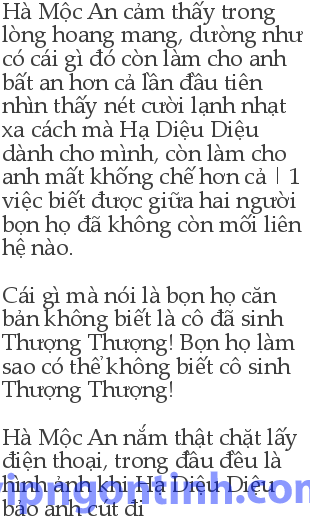 Hà Mộc An cảm thấy trong
lòng hoang mang, dường như
có cái gì đó còn làm cho anh
bất an hơn cả lần đầu tiên
nhìn thấy nét cười lạnh nhạt
xa cách mà Hạ Diệu Diệu
dành cho mình, còn làm cho
anh mất khống chế hơn cả | 1
việc biết được giữa hai người
bọn họ đã không còn mối liên
hệ nào.
Cái gì mà nói là bọn họ căn
bản không biết là cô đã sinh
Thượng Thượng! Bọn họ làm
sao có thể không biết cô sinh
Thượng Thượng!
Hà Mộc An nắm thật chặt lấy
điện thoại, trong đầu đều là
hình ảnh khi Hạ Diệu Diệu
bảo anh cút đi
vipngontinh.com